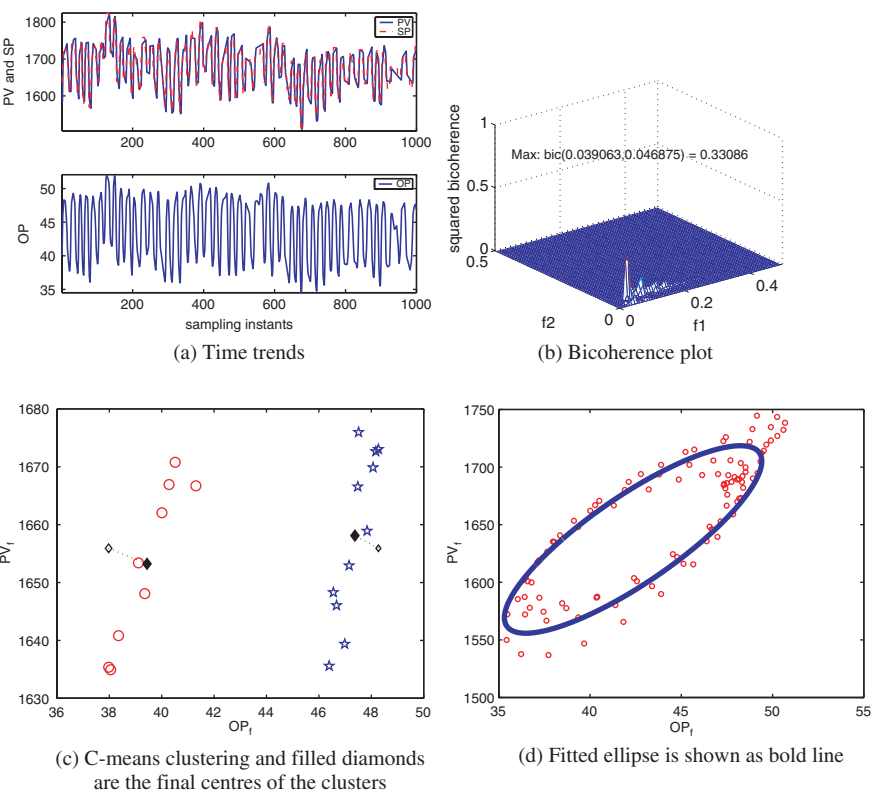 1800
1700
1600
PV and SP
PV
SP
200 400 600 800 1000
50
45
40
35
OP
OP
200 400 600 800 1000
sampling instants
(a) Time trends
1
0.5
0
squared bicoherence
Max: bic(0.039063,0.046875) = 0.33086
0.5
f2
0 0
f1
0.2
0.4
(b) Bicoherence plot
1680
1670
1660
1650
1640
1630
PVf
36 38 40 42 44 46 48 50
OPf
(c) C-means clustering and filled diamonds
are the final centres of the clusters
1750
1700
1650
1600
1550
1500
PVf
35 40 45 50 55
OPf
(d) Fitted ellipse is shown as bold line